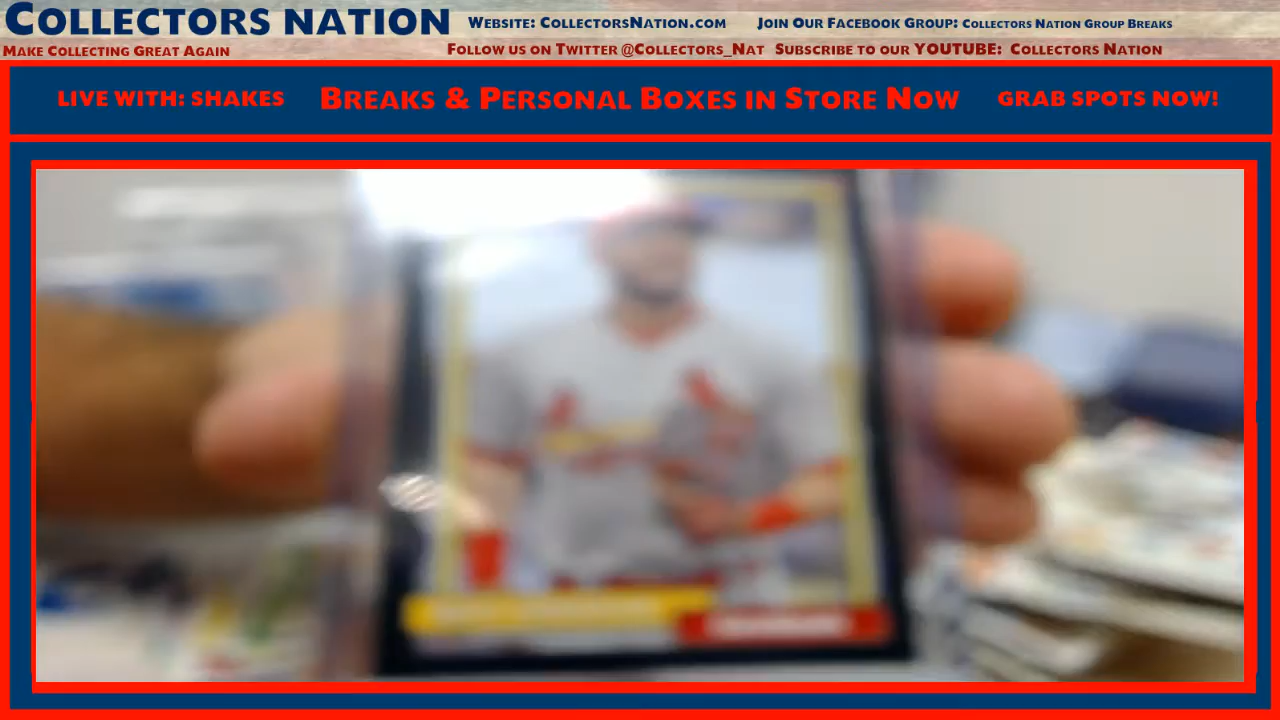 COLLECTORS NATION
WEBSITE: COLLECTORSNATION.COM
JOIN OUR FACEBOOK GROUP: COLLECTORS NATION GROUP BREAKS
MAKE COLLECTING GREAT AGAIN
FOLLOW US ON TWITTER @COLLECTORS_NAT
SUBSCRIBE TO OUR YOUTUBE: COLLECTORS NATION
LIVE WITH: SHAKES
BREAKS & PERSONAL BOXES IN STORE NOW
GRAB SPOTS NOW!